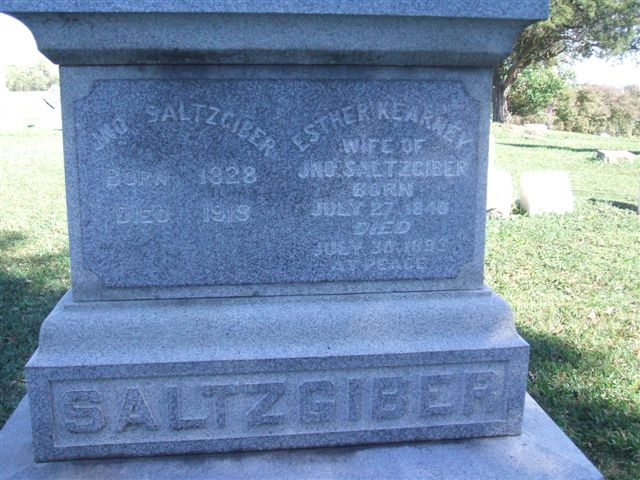 JNO. SALTZGIBER
BORN 1828
DIED
ESTHER KEARNEY
WIFE OF
JNO. SALTZGIBER
BORN
JULY 27, 1840
DIED
JULY 30,
AT PEACE
SALTZGIBER